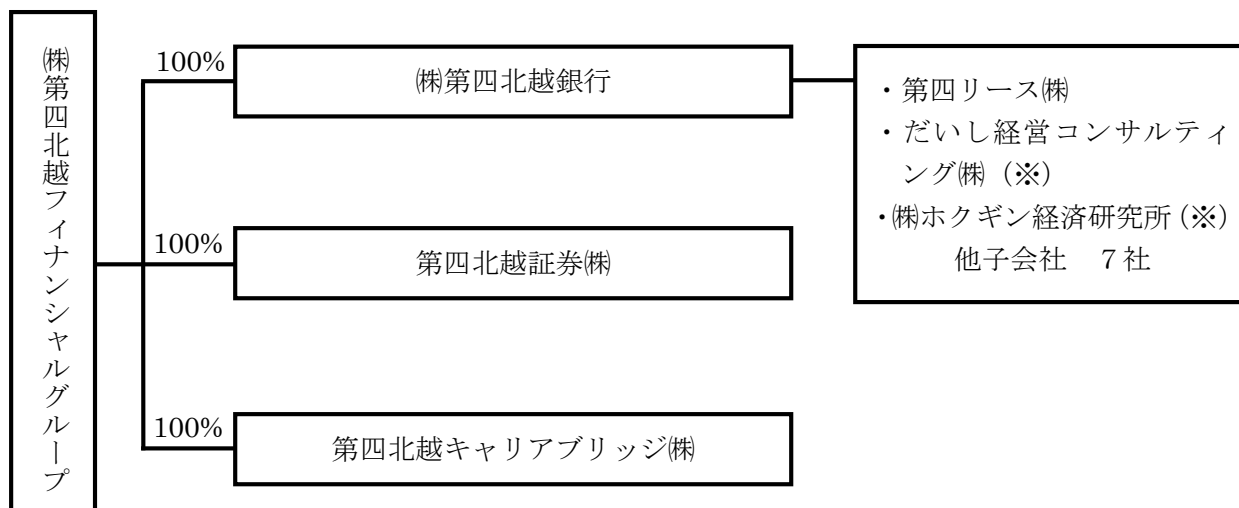 ㈱第四北越フィナンシャルグループ
100%
㈱第四北越銀行
・第四リース㈱
・だいし経営コンサルティ
ング㈱（※）
・㈱ホクギン経済研究所（※）
他子会社　７社
100%
第四北越証券㈱
100%
第四北越キャリアブリッジ㈱